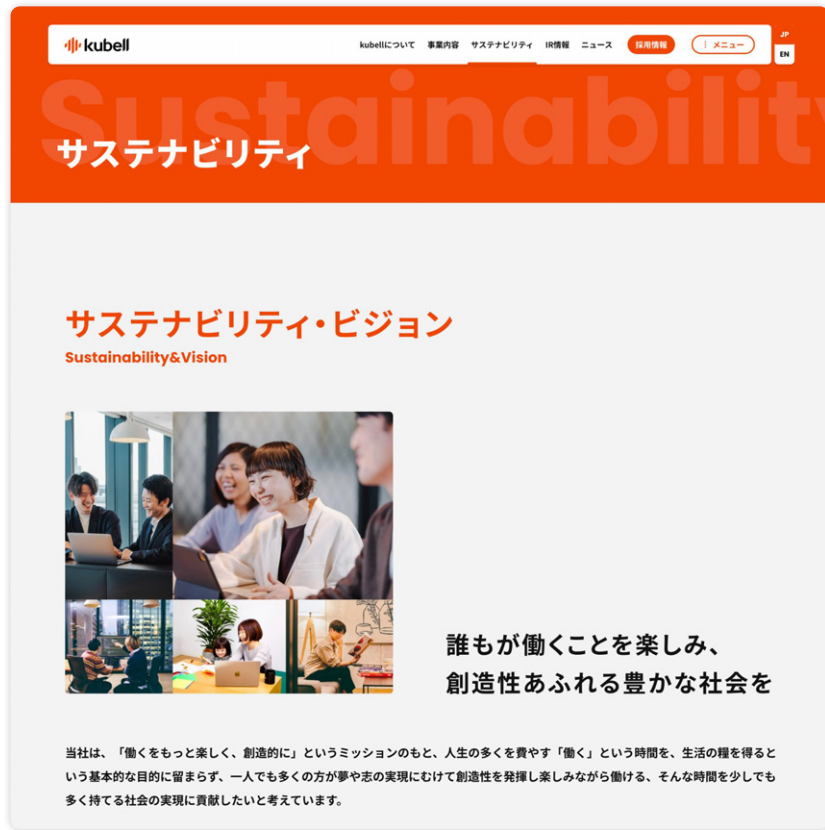 kubell
kubellについて 事業内容 サステナビリティ IR情報 ニュース 採用情報 メニュー
JP
EN
Sustainability
サステナビリティ
サステナビリティ・ビジョン
Sustainability&Vision
誰もが働くことを楽しみ、
創造性あふれる豊かな社会を
当社は、「働くをもっと楽しく、創造的に」というミッションのもと、人生の多くを費やす「働く」という時間を、生活の糧を得ると
いう基本的な目的に留まらず、一人でも多くの方が夢や志の実現にむけて創造性を発揮し楽しみながら働ける、そんな時間を少しでも
多く持てる社会の実現に貢献したいと考えています。